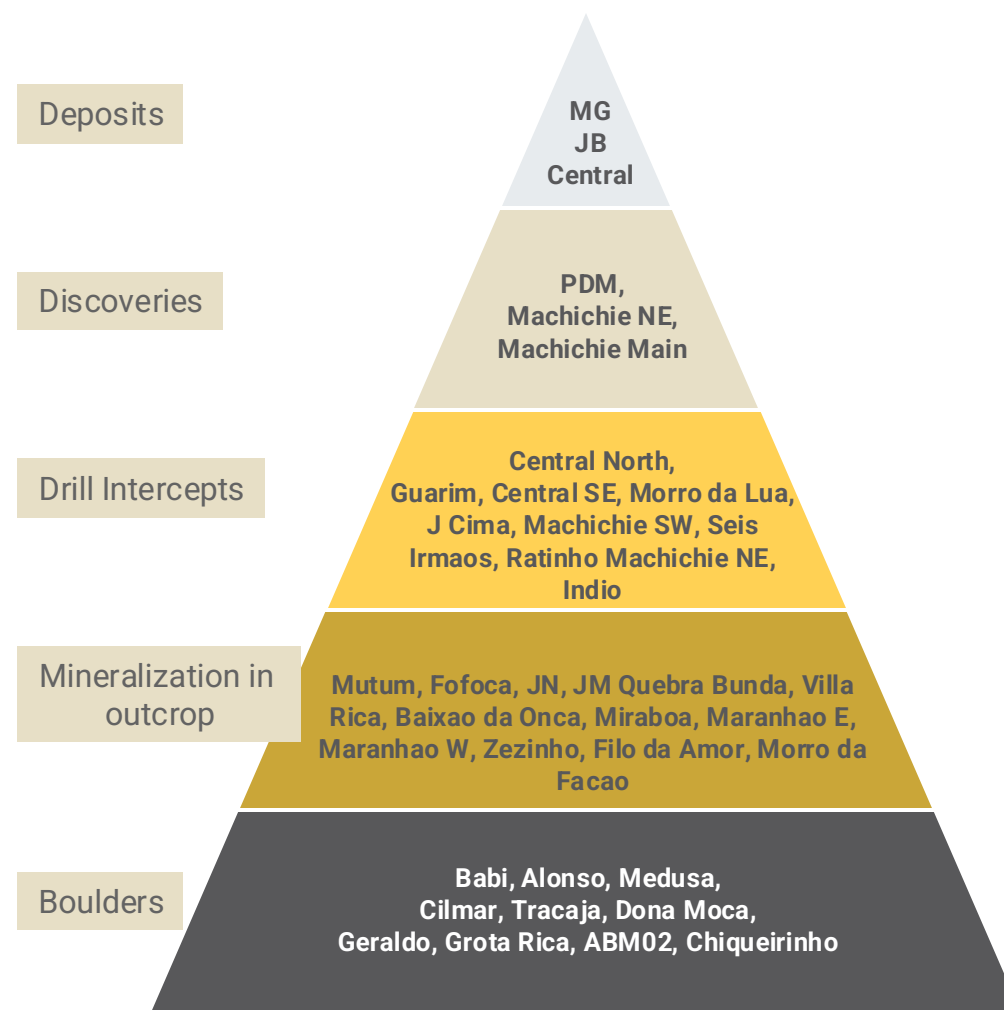 Deposits
MG
JB
Central
Discoveries
PDM,
Machichie NE,
Machichie Main
Drill Intercepts
Central North,
Guarim, Central SE, Morro da Lua,
J Cima, Machichie SW, Seis
Irmaos, Ratinho Machichie NE,
Indio
Mineralization in
outcrop
Mutum, Fofoca, JN, JM Quebra Bunda, Villa
Rica, Baixao da Onca, Miraboa, Maranhao E,
Maranhao W, Zezinho, Filo da Amor, Morro da
Facao
Boulders
Babi, Alonso, Medusa,
Cilmar, Tracaja, Dona Moca,
Geraldo, Grota Rica, ABM02, Chiqueirinho